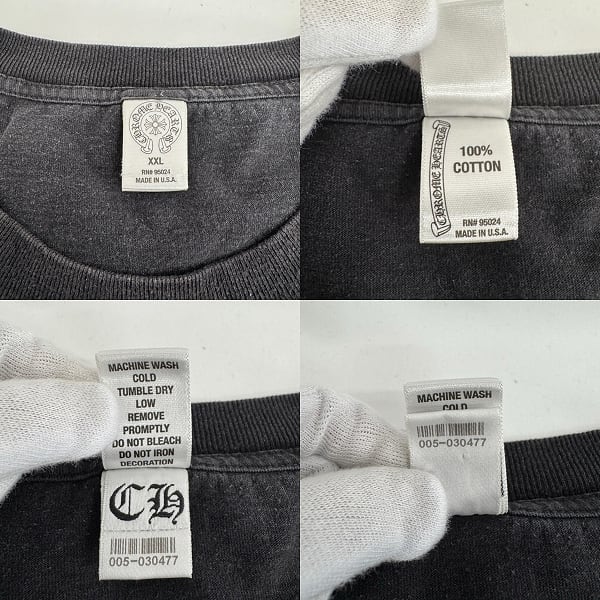 CHROME HEARTS
XXL
RN# 95024
MADE IN U.S.A.
CHROME HEARTS
100%
COTTON
RN# 95024
MADE IN U.S.A.
MACHINE WASH
COLD
TUMBLE DRY
LOW
REMOVE
PROMPTLY
DO NOT BLEACH
DO NOT IRON
DECORATION
CH
005-030477
MACHINE WASH
COLD
005-030477